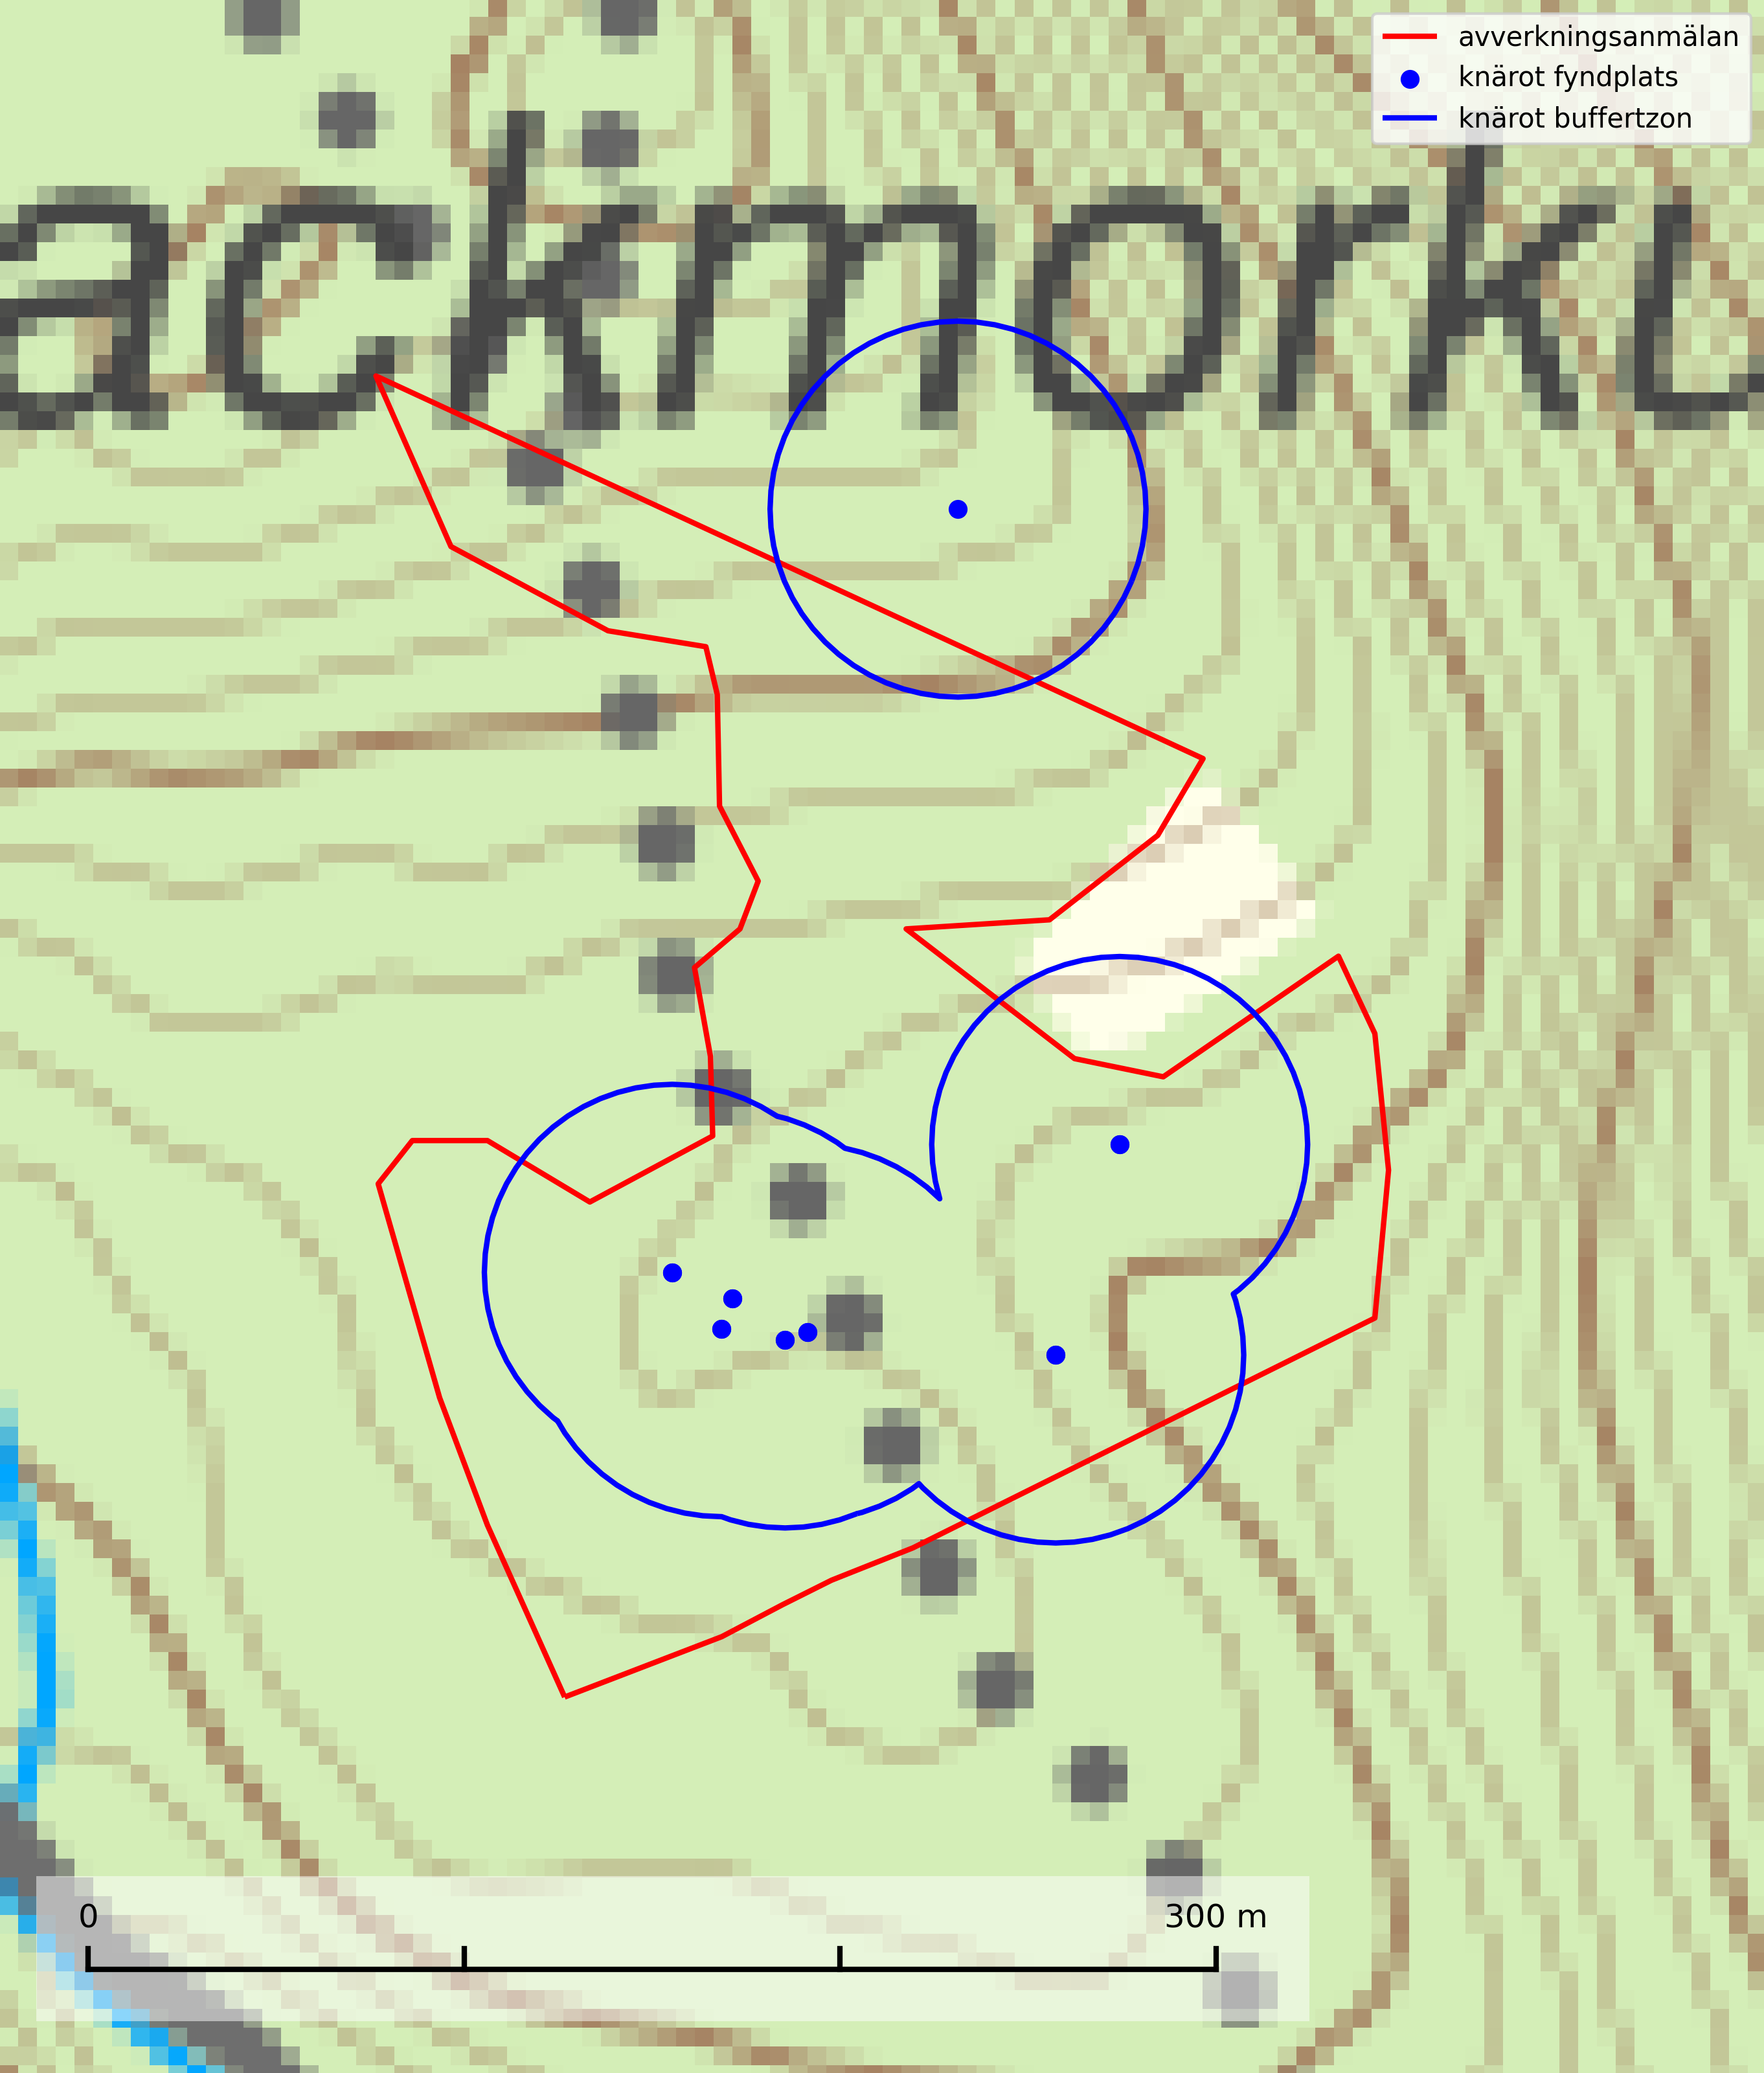 avverkningsanmälan
knärot fyndplats
knärot buffertzon
0 300 m